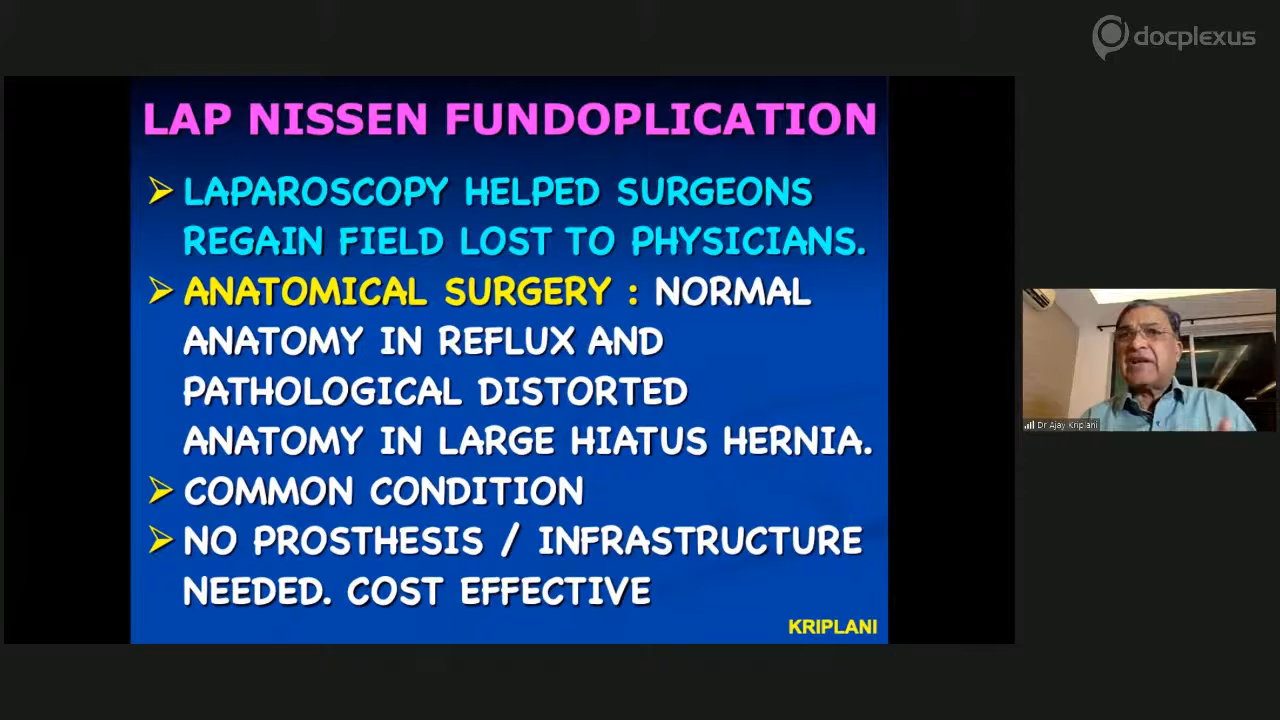 docplexus
LAP NISSEN FUNDOPLICATION
LAPAROSCOPY HELPED SURGEONS
REGAIN FIELD LOST TO PHYSICIANS.
ANATOMICAL SURGERY : NORMAL
ANATOMY IN REFLUX AND
PATHOLOGICAL DISTORTED
ANATOMY IN LARGE HIATUS HERNIA.
COMMON CONDITION
NO PROSTHESIS / INFRASTRUCTURE
NEEDED. COST EFFECTIVE
KRIPLANI
Dr Ajay Kriplani